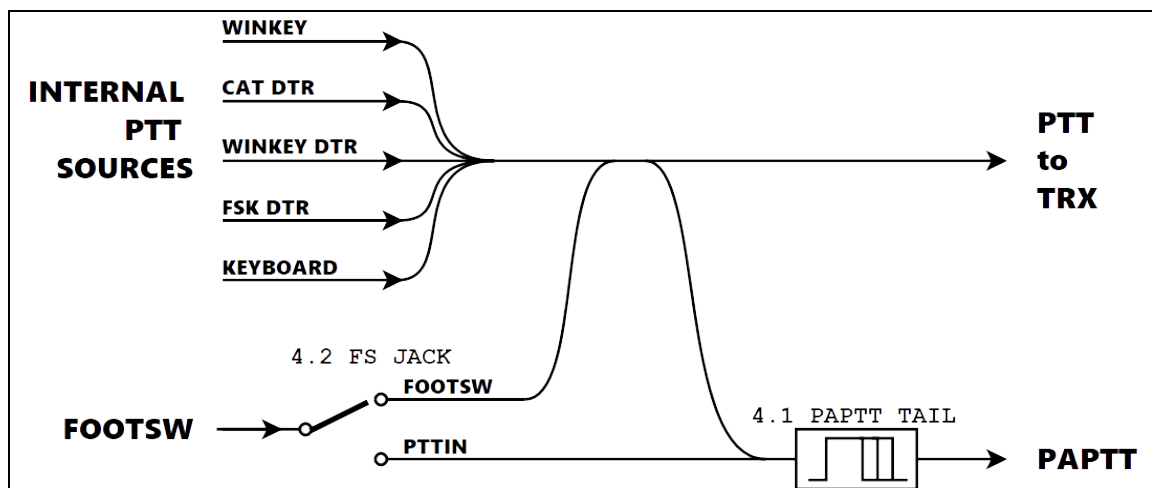 WINKEY
INTERNAL
PTT
SOURCES
CAT DTR
WINKEY DTR
FSK DTR
KEYBOARD
PTT
to
TRX
4.2 FS JACK
FOOTSW
FOOTSW
PTTIN
4.1 PAPTT TAIL
PAPTT